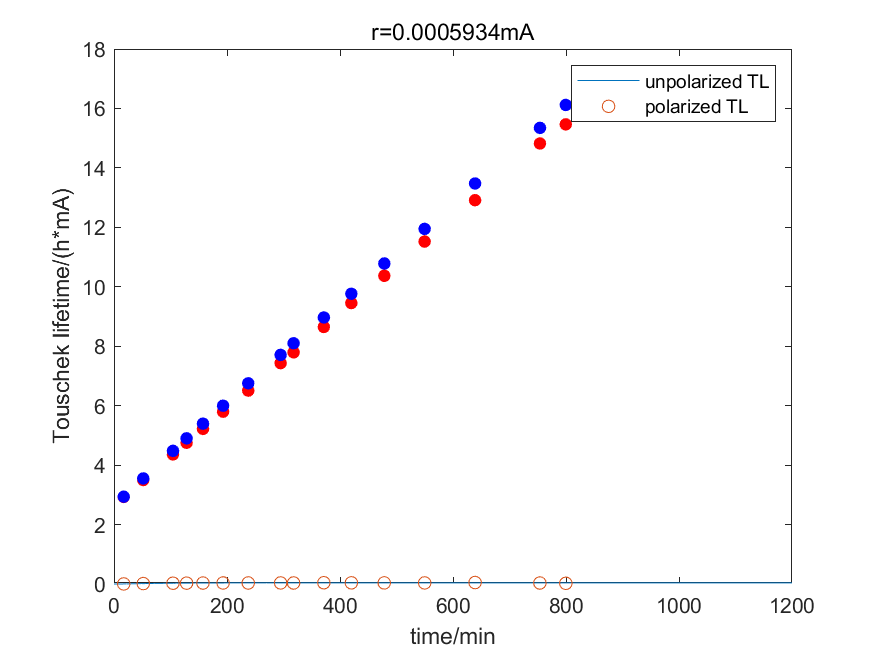 r=0.0005934mA
18
16
14
12
10
8
6
4
2
0
Touschek lifetime/(h*mA)
unpolarized TL
polarized TL
0 200 400 600 800 1000 1200
time/min